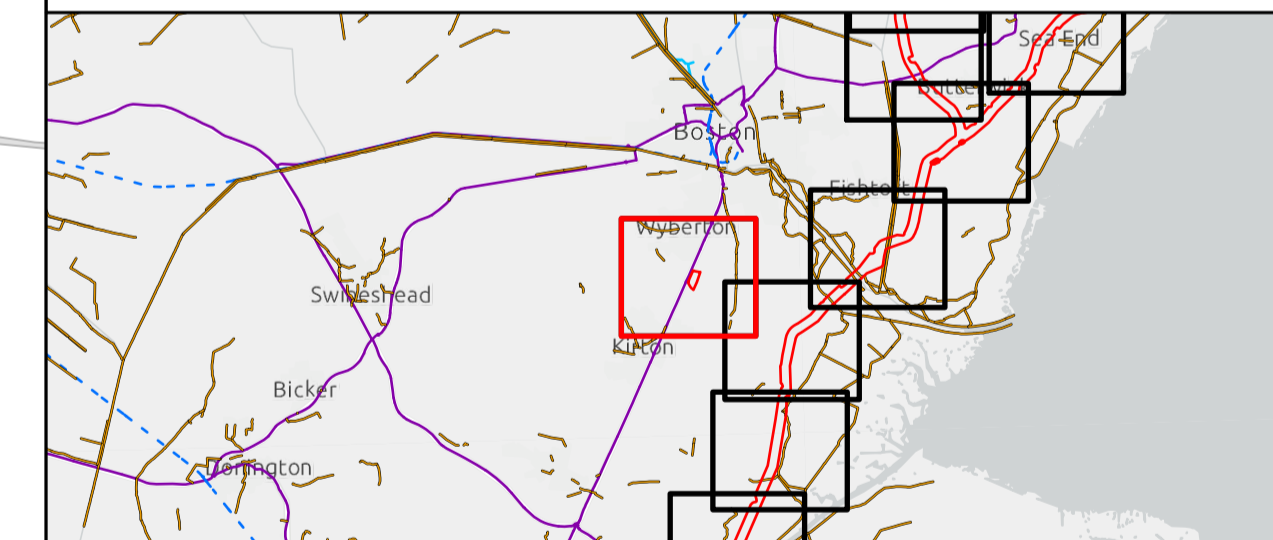 Sea End
Boston
Fishtoft
Wyberton
Swineshead
Kirton
Bicker
Donington